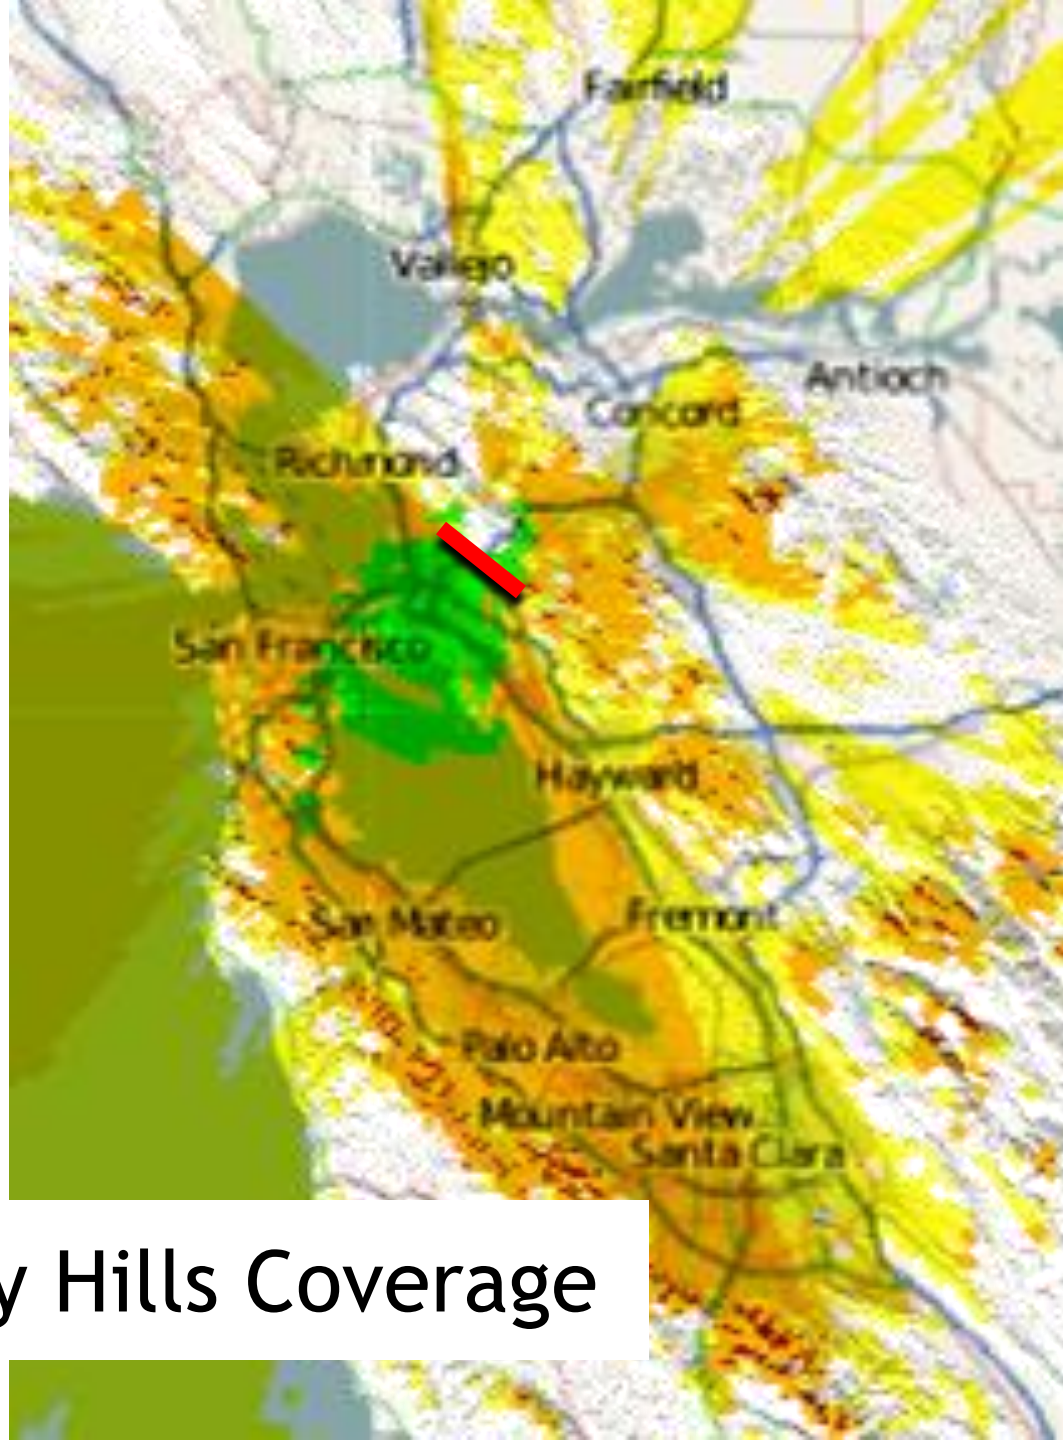 Fairfield
Vallejo
Antioch
Concord
Richmond
San Francisco
Hayward
San Mateo
Fremont
Palo Alto
Mountain View
Santa Clara
y Hills Coverage